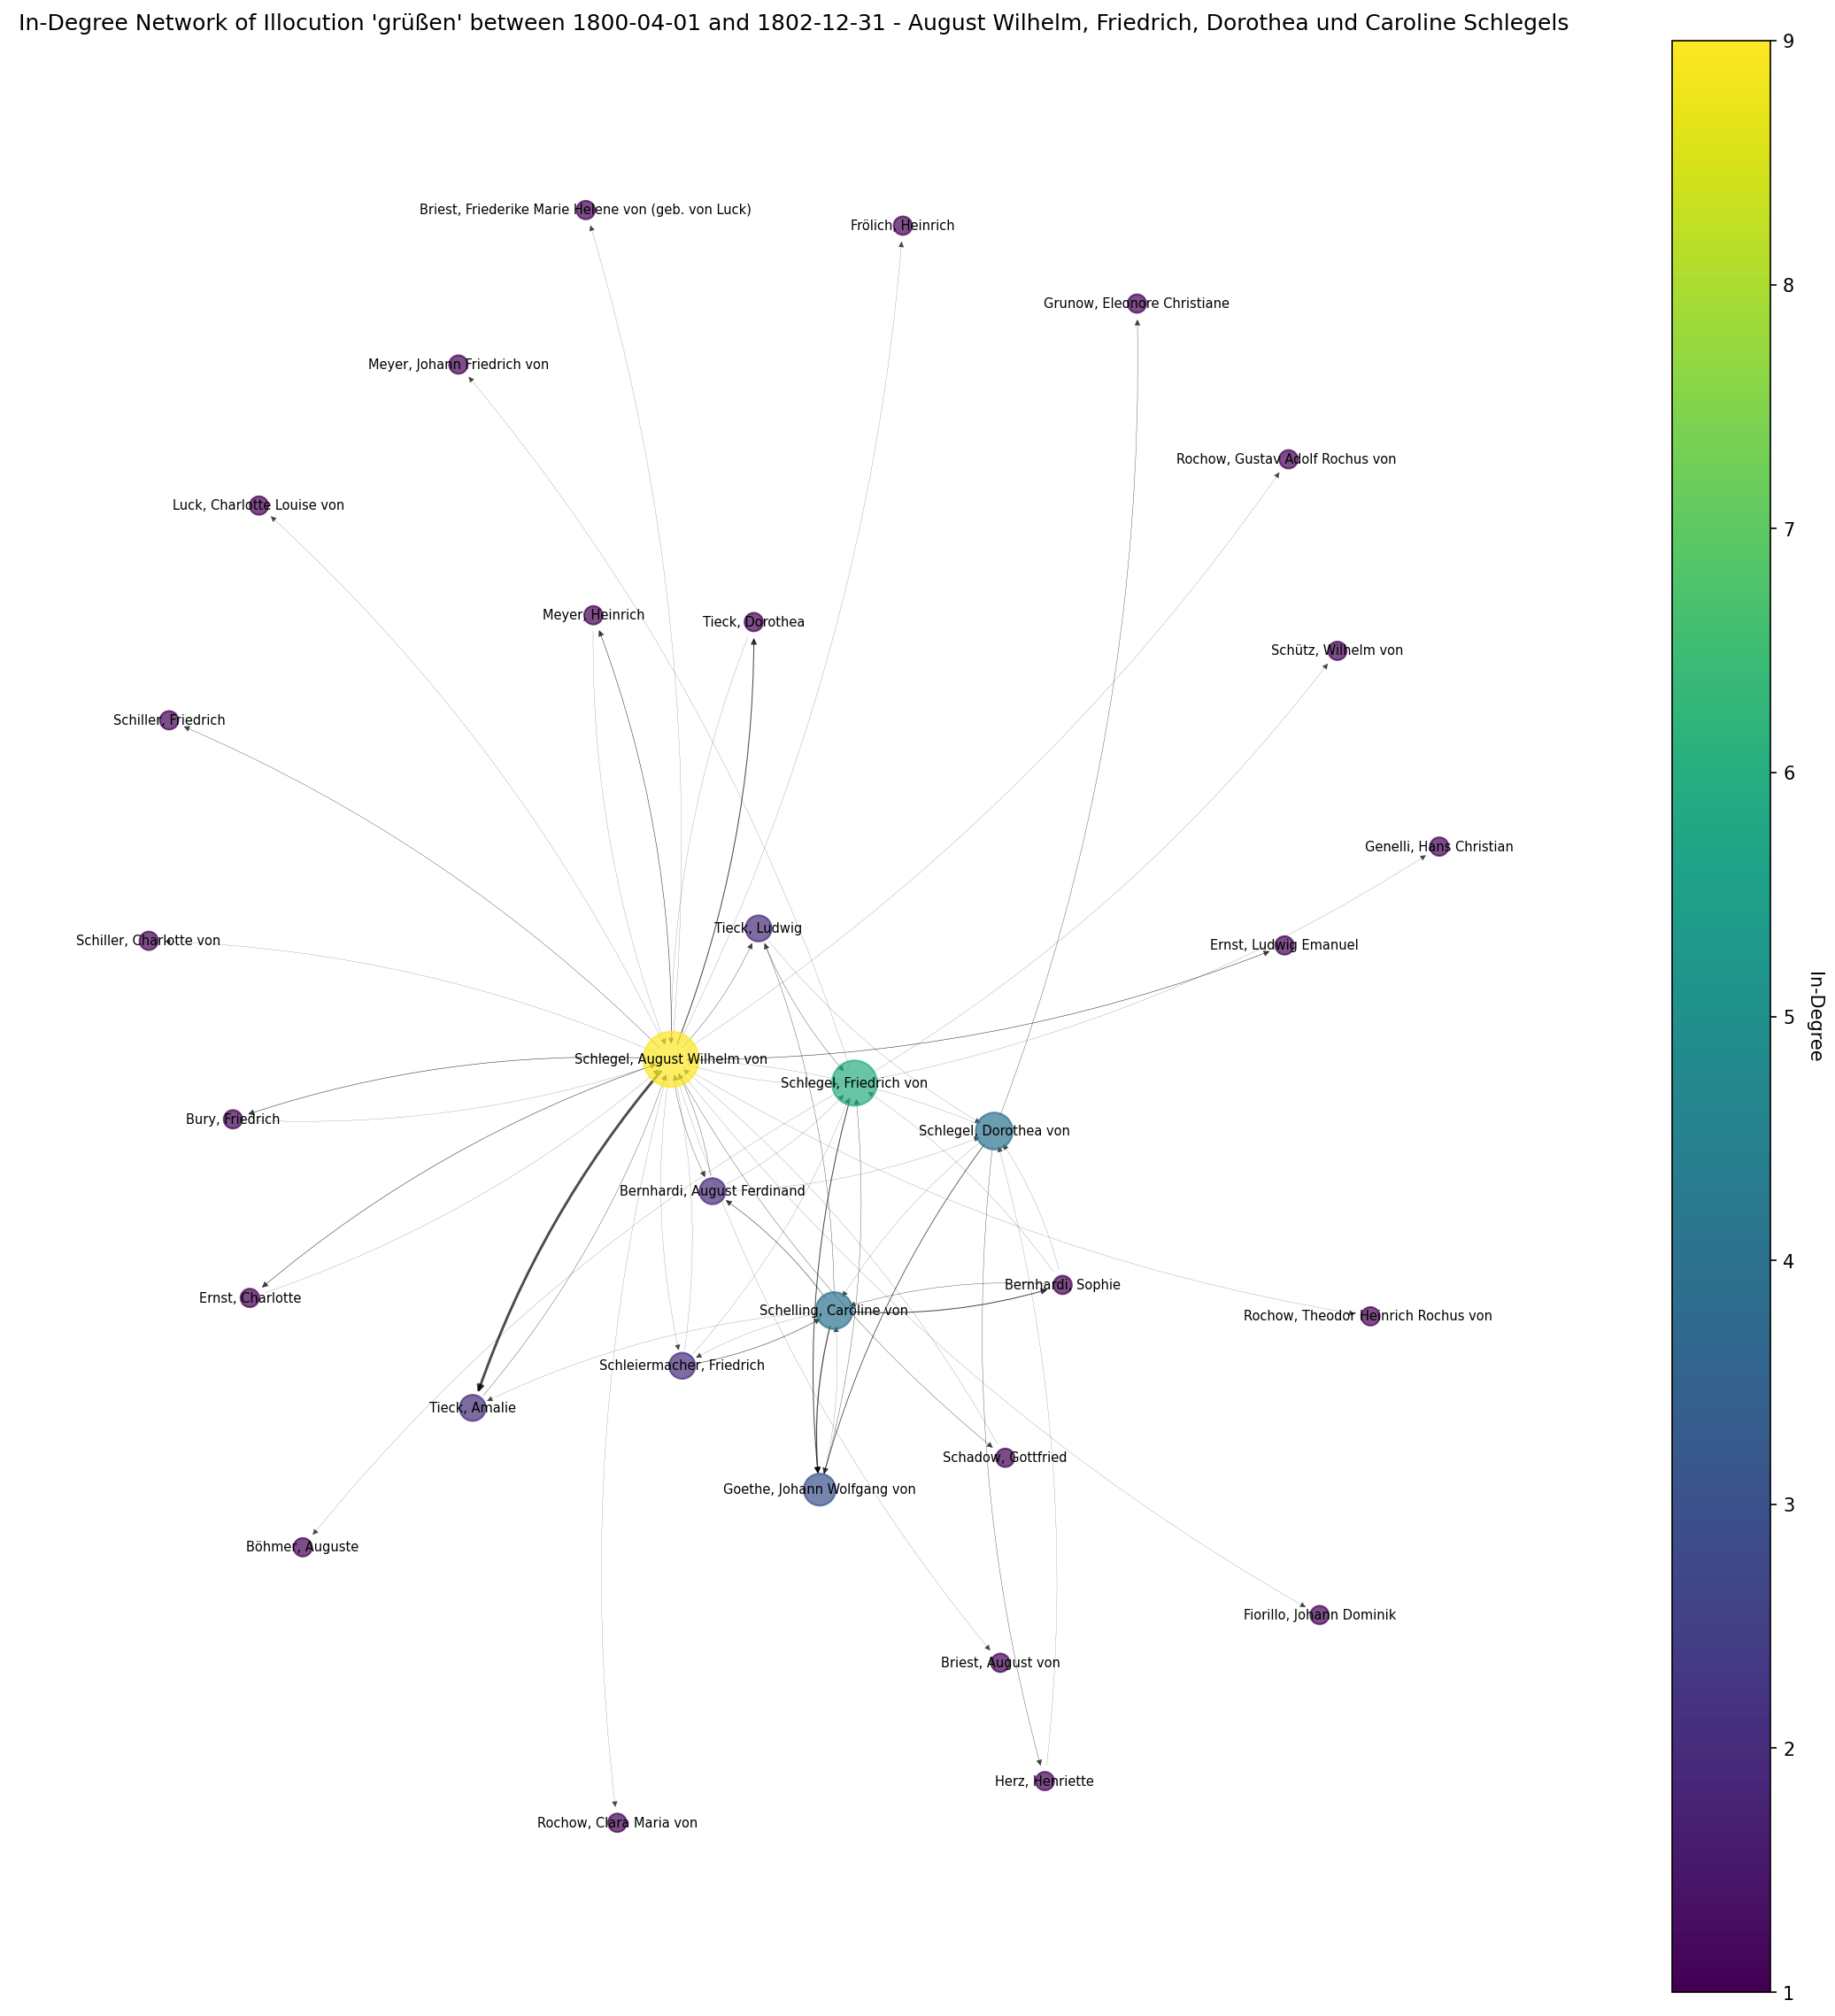 In-Degree Network of Illocution 'grüßen' between 1800-04-01 and 1802-12-31 - August Wilhelm, Friedrich, Dorothea und Caroline Schlegels
9
Briest, Friederike Marie Helene von (geb. von Luck)
Frölich, Heinrich
8
Grunow, Eleonore Christiane
Meyer, Johann Friedrich von
Rochow, Gustav Adolf Rochus von
Luck, Charlotte Louise von
7
Meyer, Heinrich
Tieck, Dorothea
Schütz, Wilhelm von
Schiller, Friedrich
6
Genelli, Hans Christian
Tieck, Ludwig
Schiller, Charlotte von
Ernst, Ludwig Emanuel
In-Degree
5
Schlegel, August Wilhelm von
Schlegel, Friedrich von
Bury, Friedrich
Schlegel, Dorothea von
Bernhardi, August Ferdinand
4
Bernhardi, Sophie
Ernst, Charlotte
Schelling, Caroline von
Rochow, Theodor Heinrich Rochus von
Schleiermacher, Friedrich
Tieck, Amalie
Schadow, Gottfried
Goethe, Johann Wolfgang von
3
Böhmer, Auguste
Fiorillo, Johann Dominik
Briest, August von
2
Herz, Henriette
Rochow, Clara Maria von
1